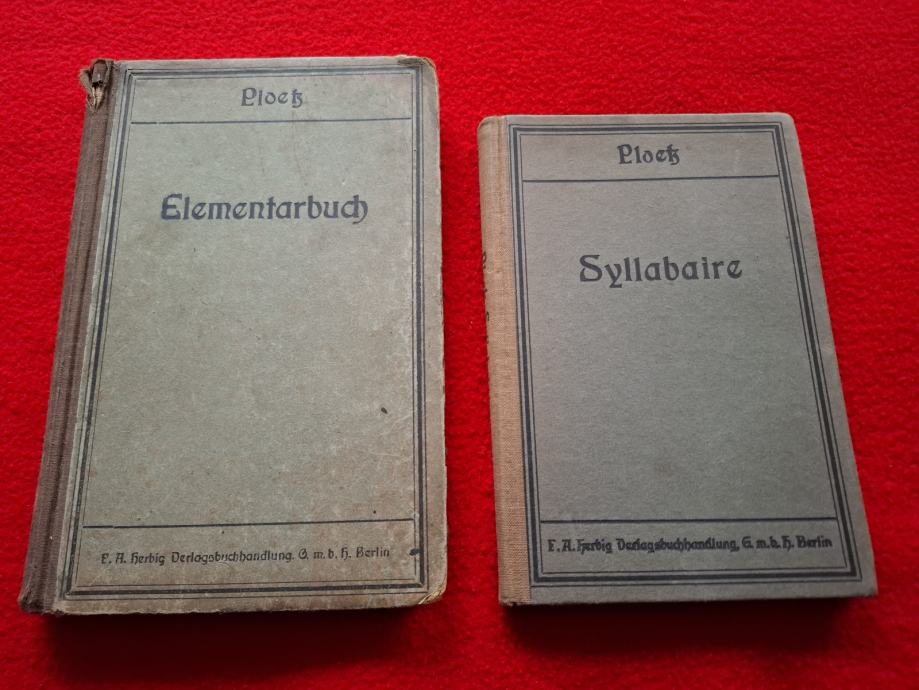 Ploetz
Elementarbuch
F. A. Herbig Verlagsbuchhandlung. G. m. b. H. Berlin
Ploetz
Syllabaire
F. A. Herbig Verlagsbuchhandlung, G. m. b. H. Berlin